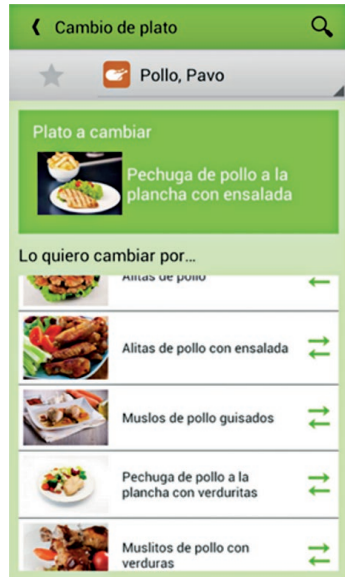 Cambio de plato
Pollo, Pavo
Plato a cambiar
Pechuga de pollo a la
plancha con ensalada
Lo quiero cambiar por...
Alitas de pollo
Alitas de pollo con ensalada
Muslos de pollo guisados
Pechuga de pollo a la
plancha con verduritas
Muslitos de pollo con
verduras